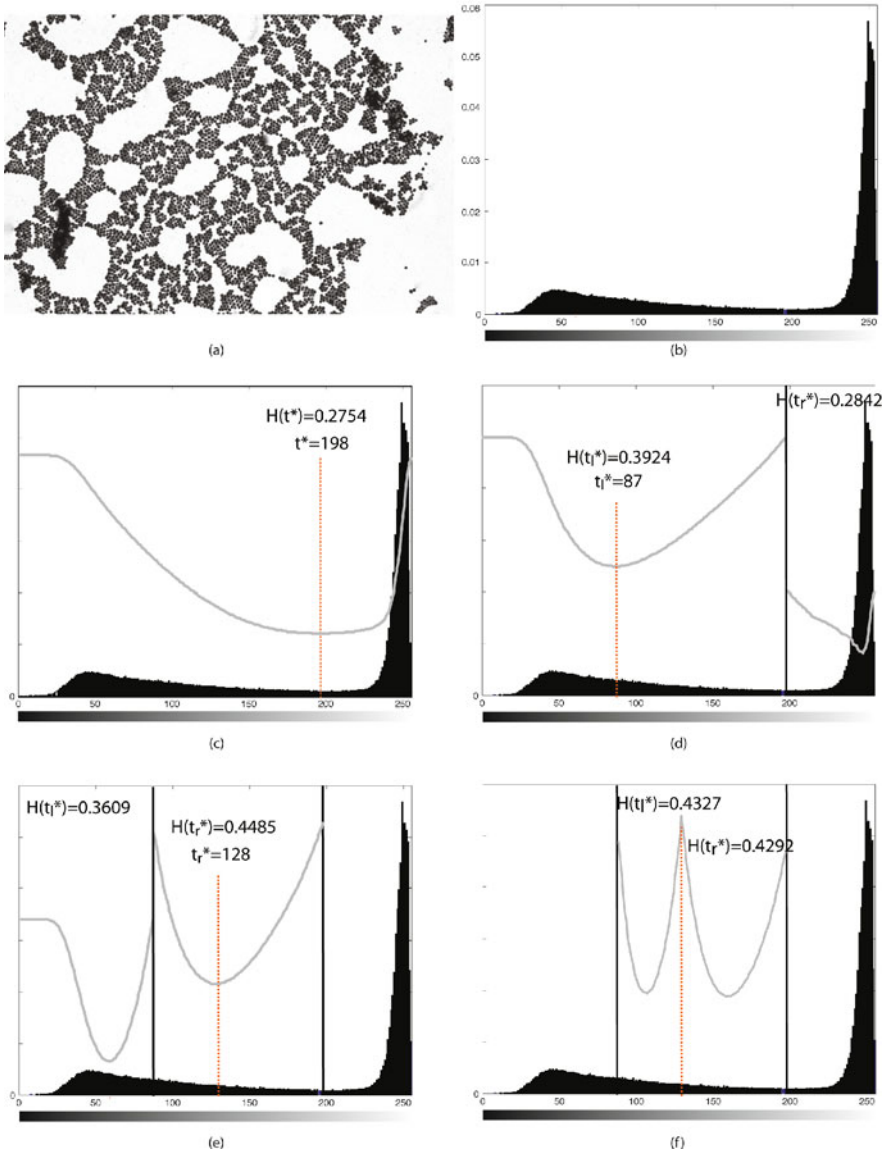 0.06
0.05
0.04
0.03
0.02
0.01
0
0 50 100 150 200 250
(a)
(b)
H(t*)=0.2754
t*=198
0
0 50 100 150 200 250
(c)
H(tᵣ*)=0.2842
H(tₗ*)=0.3924
tₗ*=87
0
0 50 100 150 200 250
(d)
H(tₗ*)=0.3609
H(tᵣ*)=0.4485
tᵣ*=128
0
0 50 100 150 200 250
(e)
H(tₗ*)=0.4327
H(tᵣ*)=0.4292
0
0 50 100 150 200 250
(f)